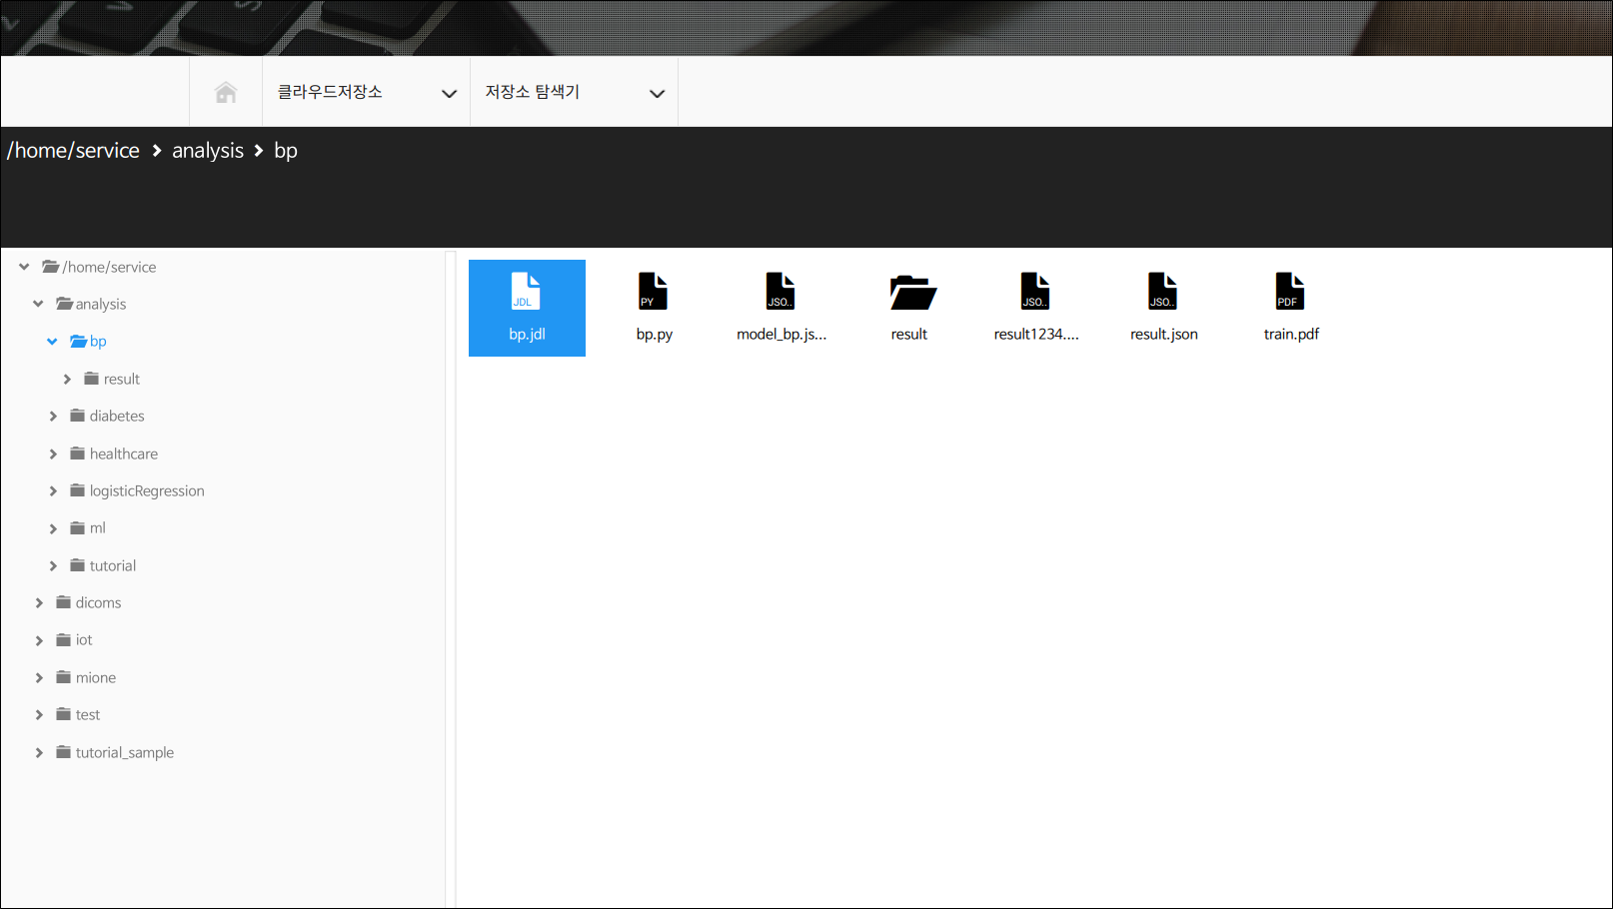 클라우드저장소 저장소 탐색기
/home/service > analysis > bp
/home/service
analysis
bp
result
diabetes
healthcare
logisticRegression
ml
tutorial
dicoms
iot
mione
test
tutorial_sample
JDL PY JSO.. JSO.. JSO.. PDF
bp.jdl bp.py model_bp.js... result result1234.... result.json train.pdf